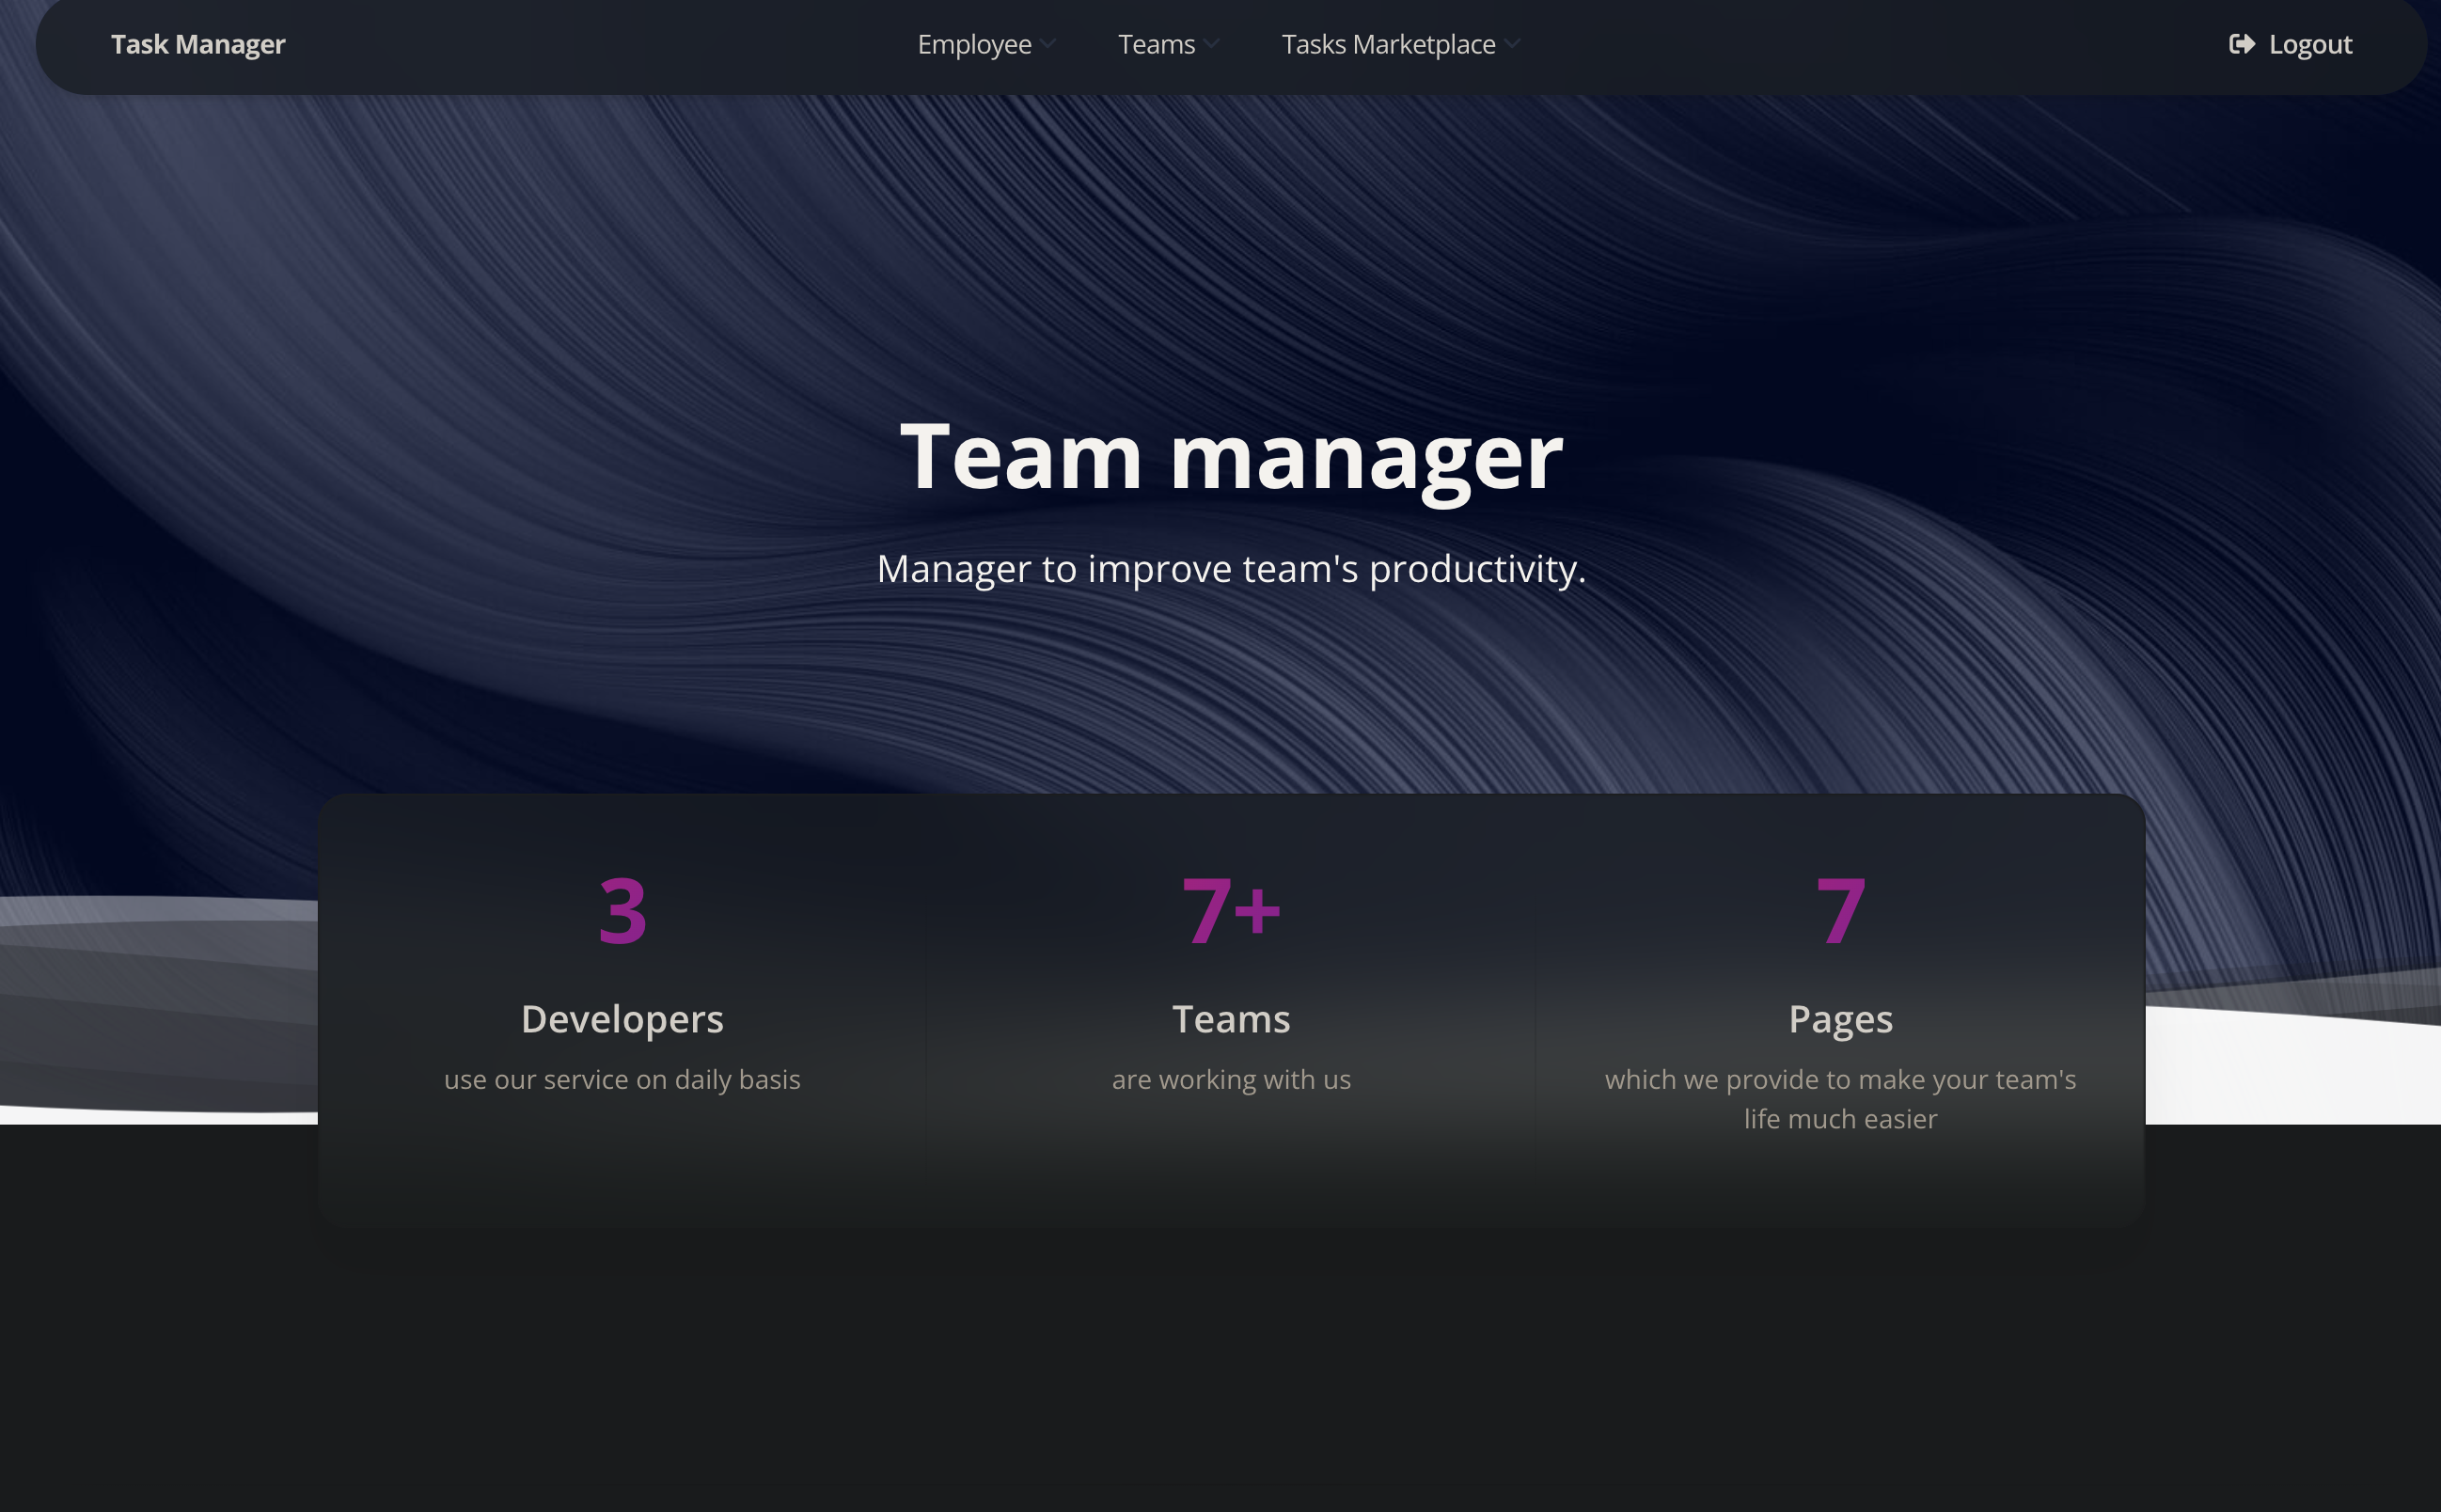 Task Manager
Employee
Teams
Tasks Marketplace
Logout
Team manager
Manager to improve team's productivity.
3
7+
7
Developers
Teams
Pages
use our service on daily basis
are working with us
which we provide to make your team's
life much easier